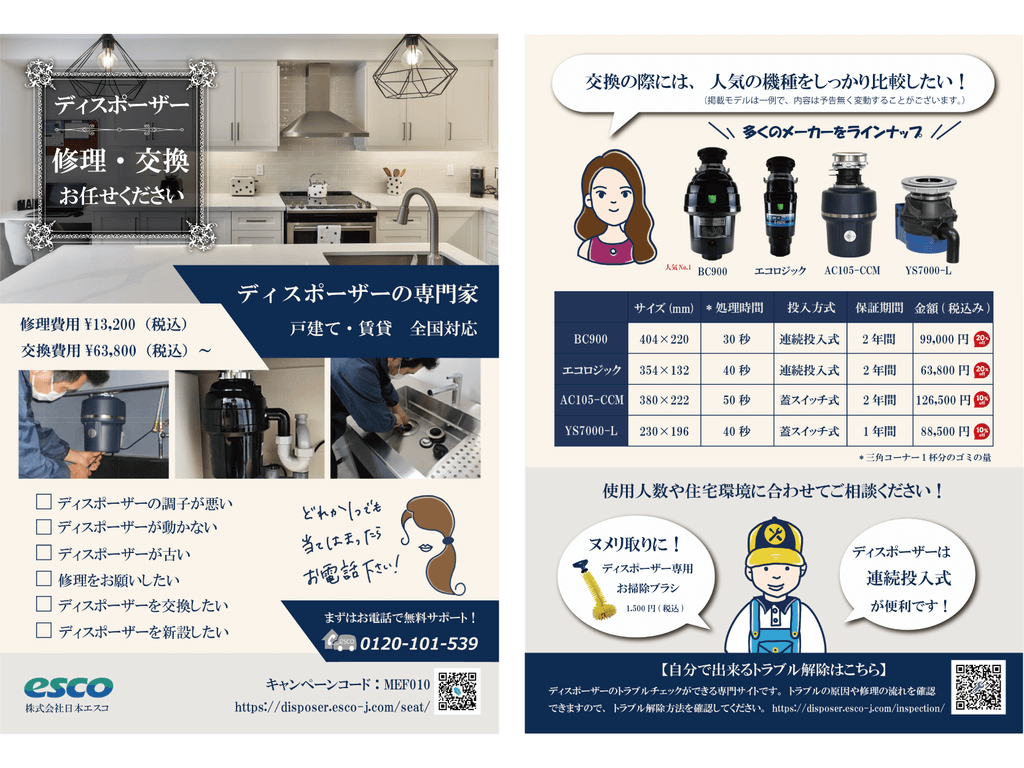 ディスポーザー
修理・交換
お任せください
ディスポーザーの専門家
戸建て・賃貸　全国対応
修理費用 ¥13,200（税込）
交換費用 ¥63,800（税込）～
ディスポーザーの調子が悪い
ディスポーザーが動かない
ディスポーザーが古い
修理をお願いしたい
ディスポーザーを交換したい
ディスポーザーを新設したい
どれか1つでも
当てはまったら
お電話下さい!
まずはお電話で無料サポート！
esco
0120-101-539
esco
株式会社日本エスコ
キャンペーンコード：MEF010
https://disposer.esco-j.com/seat/
交換の際には、人気の機種をしっかり比較したい！
（掲載モデルは一例で、内容は予告無く変動することがございます。）
多くのメーカーをラインナップ
人気No.1 BC900 エコロジック AC105-CCM YS7000-L
サイズ (mm) ＊処理時間 投入方式 保証期間 金額 ( 税込み )
BC900 404×220 30 秒 連続投入式 2 年間 99,000 円 20%off
エコロジック 354×132 40 秒 連続投入式 2 年間 63,800 円 20%off
AC105-CCM 380×222 50 秒 蓋スイッチ式 2 年間 126,500 円 10%off
YS7000-L 230×196 40 秒 蓋スイッチ式 1 年間 88,500 円 10%off
＊三角コーナー 1 杯分のゴミの量
使用人数や住宅環境に合わせてご相談ください！
ヌメリ取りに！
ディスポーザー専用
お掃除ブラシ
1,500 円 ( 税込 )
ディスポーザーは
連続投入式
が便利です！
【自分で出来るトラブル解除はこちら】
ディスポーザーのトラブルチェックができる専門サイトです。トラブルの原因や修理の流れを確認
できますので、トラブル解除方法を確認してください。https://disposer.esco-j.com/inspection/